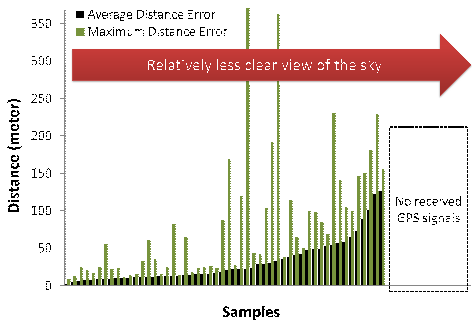 Average Distance Error
Maximum Distance Error
350
300
250
200
150
100
50
0
Distance (meter)
Relatively less clear view of the sky
No recerved
GPS signals
Samples